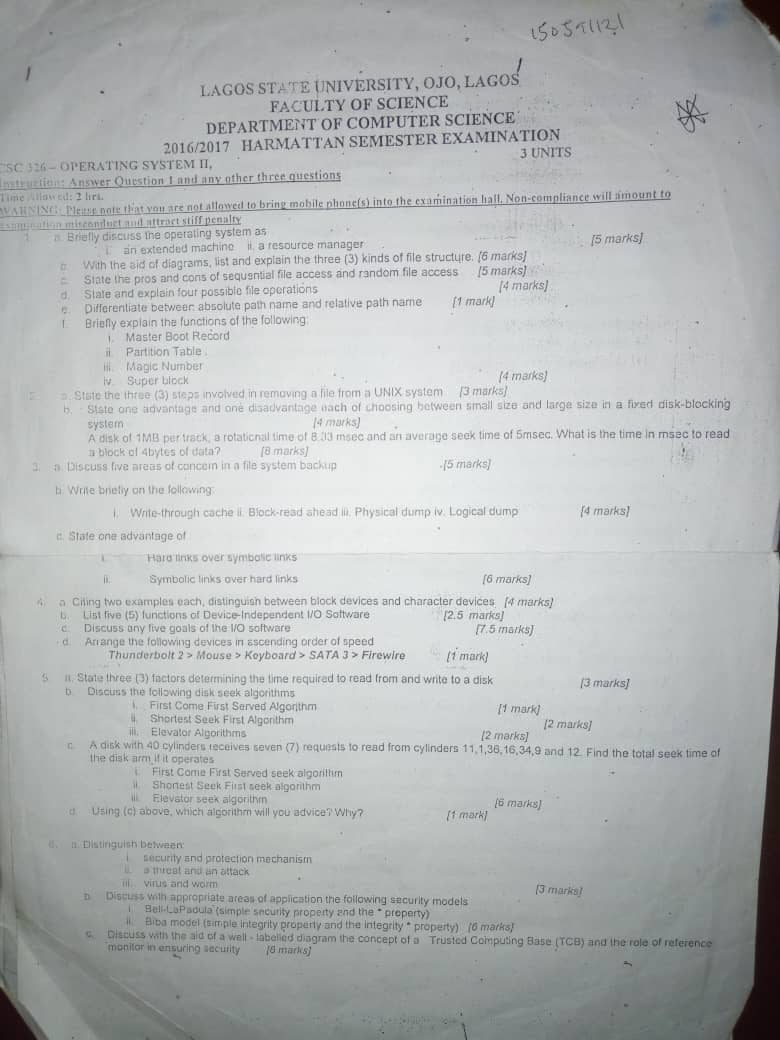 150591121
LAGOS STATE UNIVERSITY, OJO, LAGOS
FACULTY OF SCIENCE
DEPARTMENT OF COMPUTER SCIENCE
2016/2017 HARMATTAN SEMESTER EXAMINATION
CSC 326 – OPERATING SYSTEM II, 3 UNITS
Instruction: Answer Question 1 and any other three questions
Time Allowed: 2 hrs.
WARNING: Please note that you are not allowed to bring mobile phone(s) into the examination hall. Non-compliance will amount to
examination misconduct and attract stiff penalty
1. a. Briefly discuss the operating system as
i. an extended machine ii. a resource manager [5 marks]
b. With the aid of diagrams, list and explain the three (3) kinds of file structure. [6 marks]
c. State the pros and cons of sequential file access and random file access [5 marks]
d. State and explain four possible file operations [4 marks]
e. Differentiate between absolute path name and relative path name [1 mark]
f. Briefly explain the functions of the following:
i. Master Boot Record
ii. Partition Table
iii. Magic Number
iv. Super block [4 marks]
2. a. State the three (3) steps involved in removing a file from a UNIX system [3 marks]
b. State one advantage and one disadvantage each of choosing between small size and large size in a fixed disk-blocking
system [4 marks]
A disk of 1MB per track, a rotational time of 8.33 msec and an average seek time of 5msec. What is the time in msec to read
a block of 4bytes of data? [8 marks]
3. a. Discuss five areas of concern in a file system backup [5 marks]
b. Write briefly on the following:
i. Write-through cache ii. Block-read ahead iii. Physical dump iv. Logical dump [4 marks]
c. State one advantage of
i. Hard links over symbolic links
ii. Symbolic links over hard links [6 marks]
4. a. Citing two examples each, distinguish between block devices and character devices [4 marks]
b. List five (5) functions of Device-Independent I/O Software [2.5 marks]
c. Discuss any five goals of the I/O software [7.5 marks]
d. Arrange the following devices in ascending order of speed
Thunderbolt 2 > Mouse > Keyboard > SATA 3 > Firewire [1 mark]
5. a. State three (3) factors determining the time required to read from and write to a disk [3 marks]
b. Discuss the following disk seek algorithms
i. First Come First Served Algorithm [1 mark]
ii. Shortest Seek First Algorithm [2 marks]
iii. Elevator Algorithms [2 marks]
c. A disk with 40 cylinders receives seven (7) requests to read from cylinders 11,1,36,16,34,9 and 12. Find the total seek time of
the disk arm if it operates
i. First Come First Served seek algorithm
ii. Shortest Seek First seek algorithm
iii. Elevator seek algorithm [6 marks]
d. Using (c) above, which algorithm will you advice? Why? [1 mark]
6. a. Distinguish between:
i. security and protection mechanism
ii. a threat and an attack
iii. virus and worm [3 marks]
b. Discuss with appropriate areas of application the following security models
i. Bell-LaPadula (simple security property and the * property)
ii. Biba model (simple integrity property and the integrity * property) [6 marks]
c. Discuss with the aid of a well - labelled diagram the concept of a Trusted Computing Base (TCB) and the role of reference
monitor in ensuring security [6 marks]